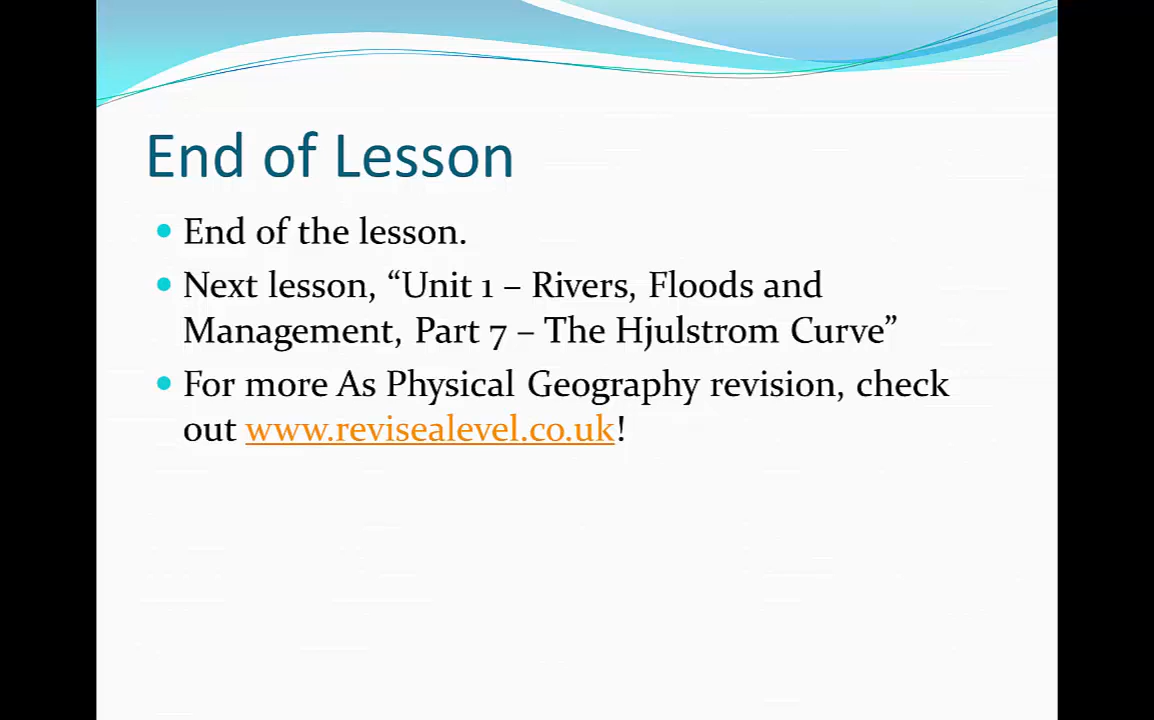 End of Lesson
End of the lesson.
Next lesson, “Unit 1 – Rivers, Floods and
Management, Part 7 – The Hjulstrom Curve”
For more As Physical Geography revision, check
out www.revisealevel.co.uk!